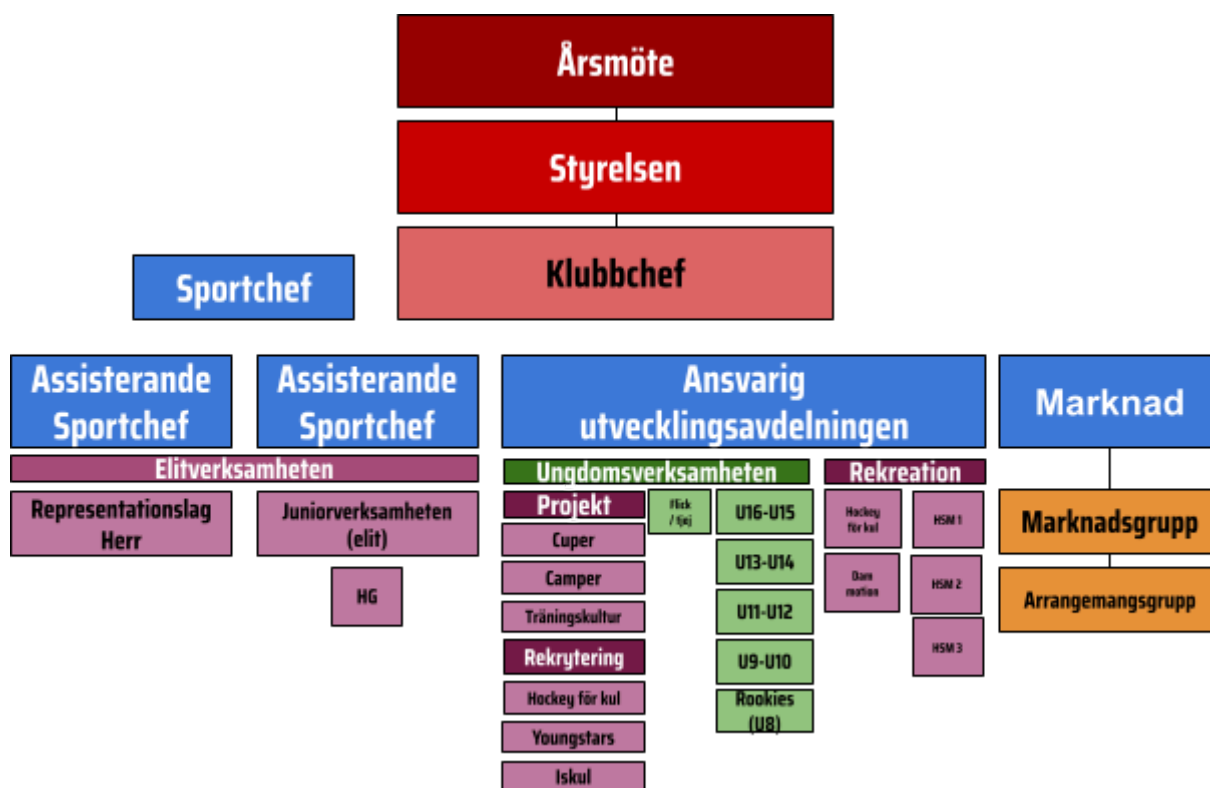 Årsmöte
Styrelsen
Klubbchef
Sportchef
Assisterande
Sportchef
Assisterande
Sportchef
Ansvarig
utvecklingsavdelningen
Marknad
Elitverksamheten
Ungdomsverksamheten
Rekreation
Representationslag
Herr
Juniorverksamheten
(elit)
HG
Projekt
Cuper
Camper
Träningskultur
Rekrytering
Hockey för kul
Youngstars
Iskul
Flick
/ tjej
U16-U15
U13-U14
U11-U12
U9-U10
Rookies
(U8)
Hockey
för kul
Dam
motion
HSM 1
HSM 2
HSM 3
Marknadsgrupp
Arrangemangsgrupp